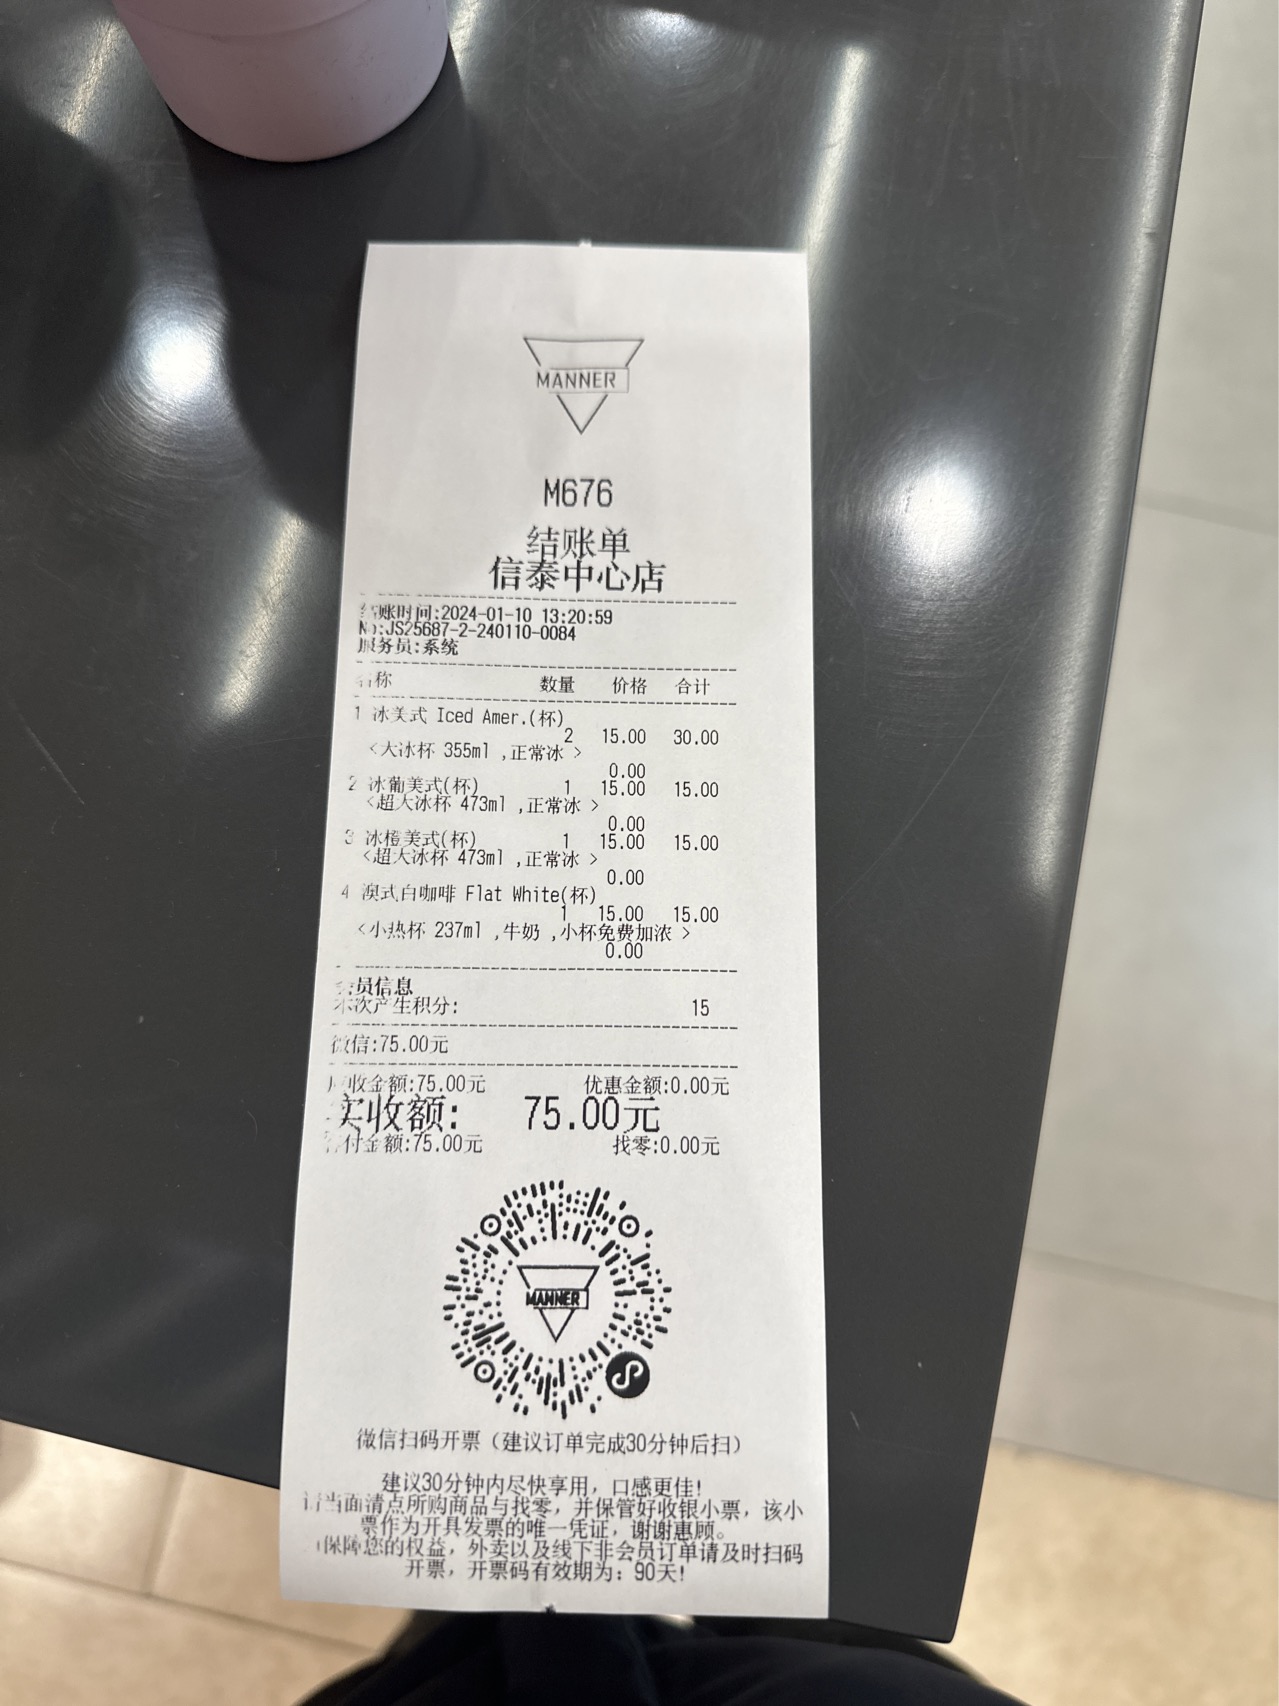 MANNER
M676
结账单
信泰中心店
结账时间:2024-01-10 13:20:59
No:JS25687-2-240110-0084
服务员:系统
名称 数量 价格 合计
1 冰美式 Iced Amer.(杯)
2 15.00 30.00
<大冰杯 355ml ,正常冰 >
0.00
2 冰葡美式(杯) 1 15.00 15.00
<超大冰杯 473ml ,正常冰 >
0.00
3 冰橙美式(杯) 1 15.00 15.00
<超大冰杯 473ml ,正常冰 >
0.00
4 澳式白咖啡 Flat White(杯)
1 15.00 15.00
<小热杯 237ml ,牛奶 ,小杯免费加浓 >
0.00
会员信息
本次产生积分: 15
微信:75.00元
应收金额:75.00元 优惠金额:0.00元
实收额: 75.00元
客付金额:75.00元 找零:0.00元
MANNER
微信扫码开票（建议订单完成30分钟后扫）
建议30分钟内尽快享用，口感更佳!
请当面清点所购商品与找零，并保管好收银小票，该小
票作为开具发票的唯一凭证，谢谢惠顾。
保障您的权益，外卖以及线下非会员订单请及时扫码
开票，开票码有效期为：90天!